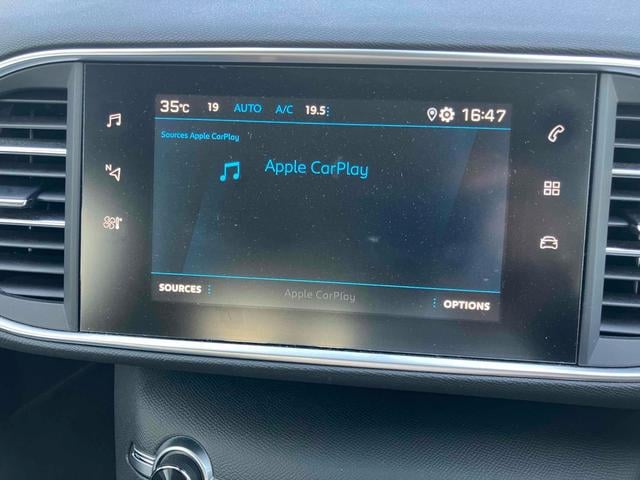 35°C 19 AUTO A/C 19.5 16:47
Sources Apple CarPlay
Apple CarPlay
N
SOURCES Apple CarPlay OPTIONS